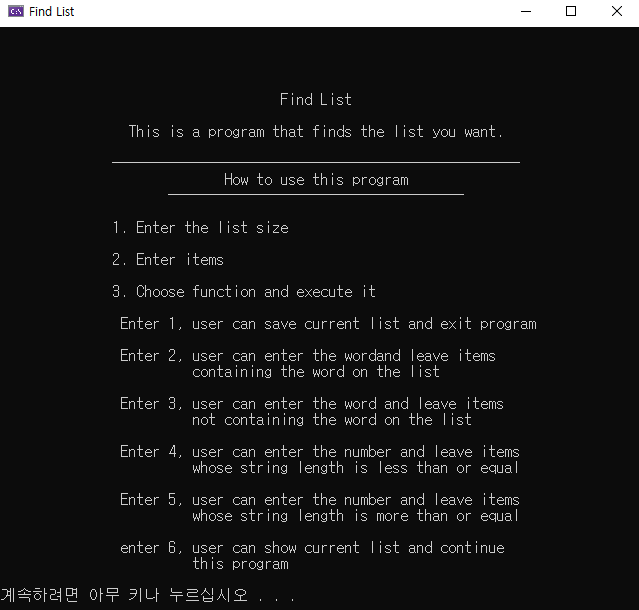 Find List
Find List
This is a program that finds the list you want.
How to use this program
1. Enter the list size
2. Enter items
3. Choose function and execute it
Enter 1, user can save current list and exit program
Enter 2, user can enter the wordand leave items
containing the word on the list
Enter 3, user can enter the word and leave items
not containing the word on the list
Enter 4, user can enter the number and leave items
whose string length is less than or equal
Enter 5, user can enter the number and leave items
whose string length is more than or equal
enter 6, user can show current list and continue
this program
계속하려면 아무 키나 누르십시오 . . .